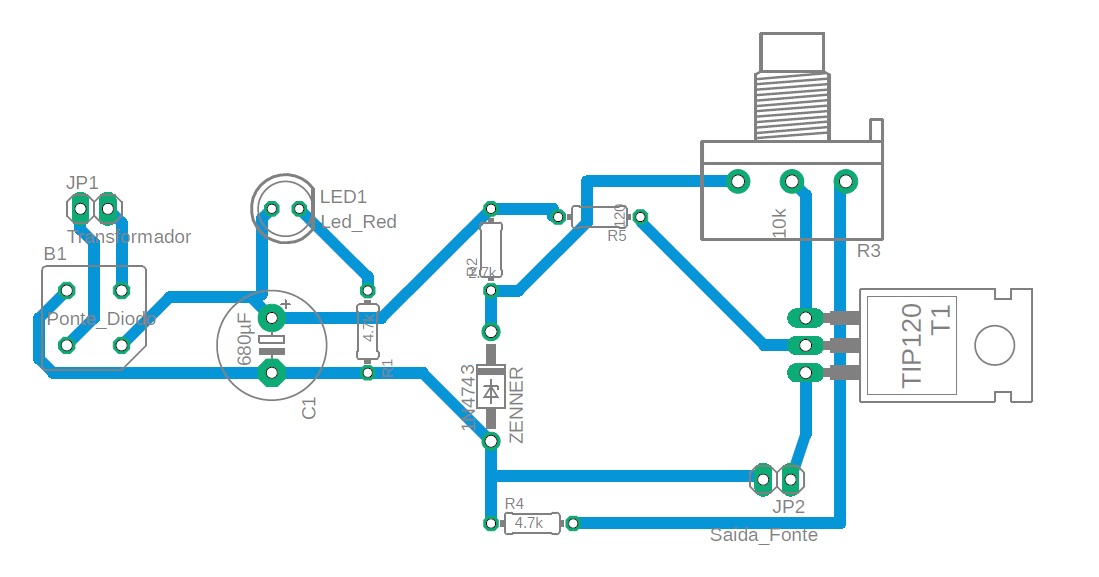 JP1
Transformador
B1
Ponte_Diodo
LED1
Led_Red
+
680µF
C1
4.7k
R1
R2
2.7k
120
R5
10k
R3
TIP120
T1
1N4743
ZENNER
R4
4.7k
JP2
Saida_Fonte